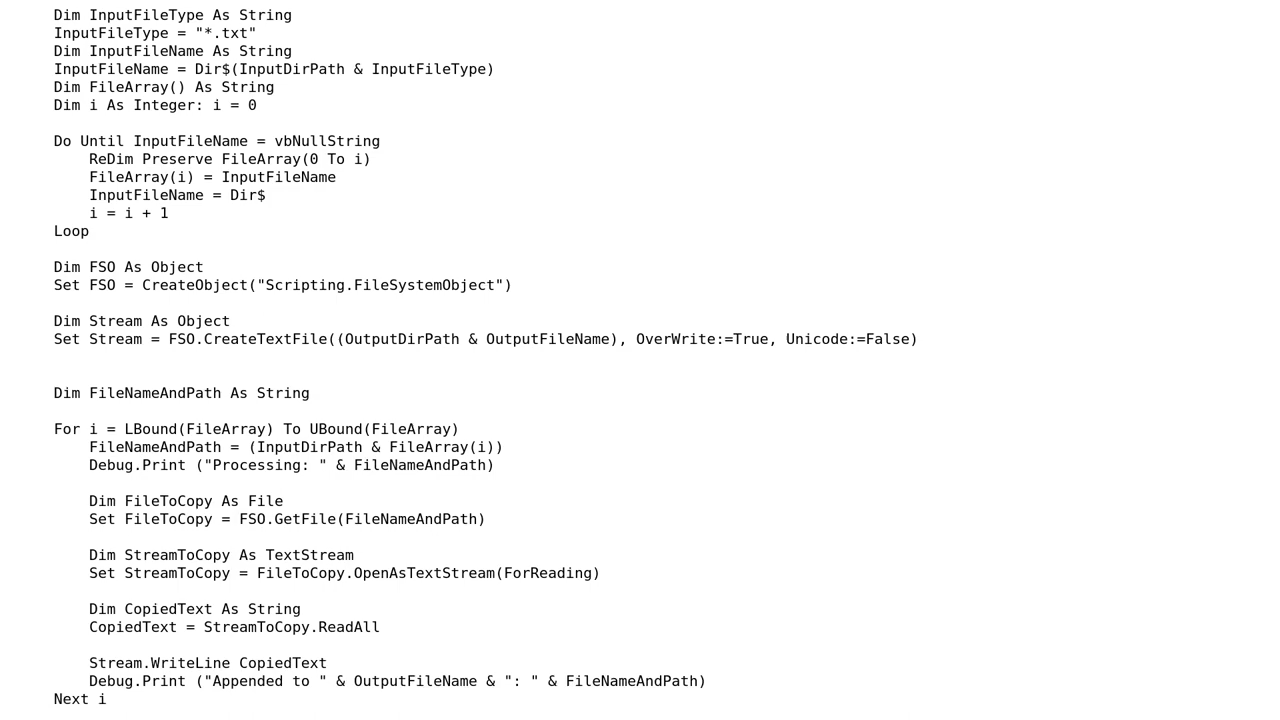 Dim InputFileType As String
InputFileType = "*.txt"
Dim InputFileName As String
InputFileName = Dir$(InputDirPath & InputFileType)
Dim FileArray() As String
Dim i As Integer: i = 0
Do Until InputFileName = vbNullString
ReDim Preserve FileArray(0 To i)
FileArray(i) = InputFileName
InputFileName = Dir$
i = i + 1
Loop
Dim FSO As Object
Set FSO = CreateObject("Scripting.FileSystemObject")
Dim Stream As Object
Set Stream = FSO.CreateTextFile((OutputDirPath & OutputFileName), OverWrite:=True, Unicode:=False)
Dim FileNameAndPath As String
For i = LBound(FileArray) To UBound(FileArray)
FileNameAndPath = (InputDirPath & FileArray(i))
Debug.Print ("Processing: " & FileNameAndPath)
Dim FileToCopy As File
Set FileToCopy = FSO.GetFile(FileNameAndPath)
Dim StreamToCopy As TextStream
Set StreamToCopy = FileToCopy.OpenAsTextStream(ForReading)
Dim CopiedText As String
CopiedText = StreamToCopy.ReadAll
Stream.WriteLine CopiedText
Debug.Print ("Appended to " & OutputFileName & ": " & FileNameAndPath)
Next i